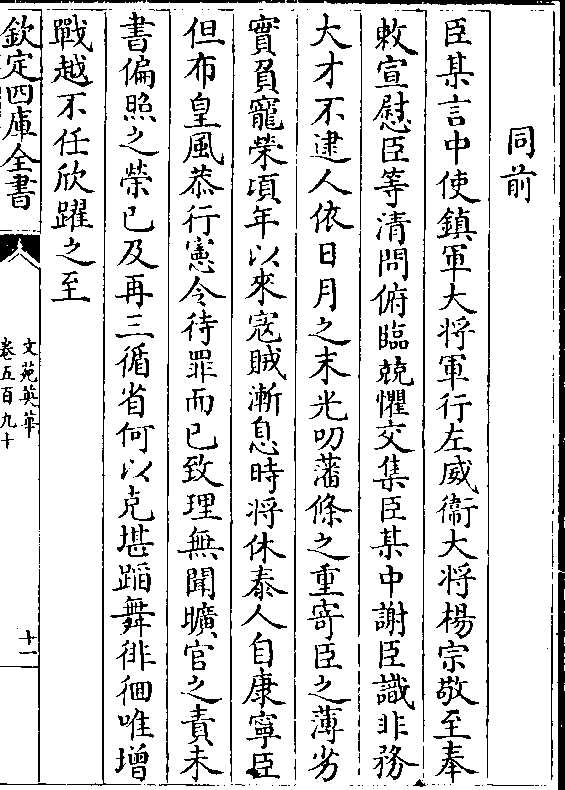 同前
臣某言中使鎮軍大将軍行左威衞大将楊宗敬至奉
敕宣慰臣等清問俯臨兢懼交集臣某中謝臣識非務
大才不逮人依日月之末光叨藩條之重寄臣之薄劣
實負寵榮頃年以來寇賊漸息時将休泰人自康寧臣
但布皇風恭行憲令待罪而已致理無聞曠官之責未
書偏照之榮已及再三循省何以克堪蹈舞徘徊唯增
戰越不任欣躍之至
欽定四庫全書
文苑英華
卷五百九十
十一